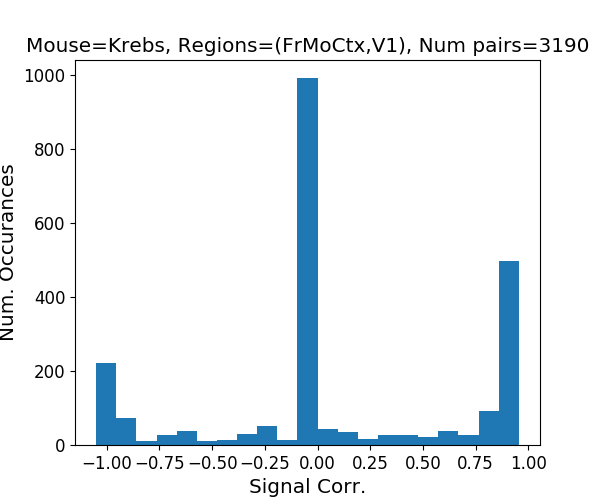 Mouse=Krebs, Regions=(FrMoCtx,V1), Num pairs=3190
1000
800
600
400
200
0
Num. Occurances
−1.00 −0.75 −0.50 −0.25 0.00 0.25 0.50 0.75 1.00
Signal Corr.